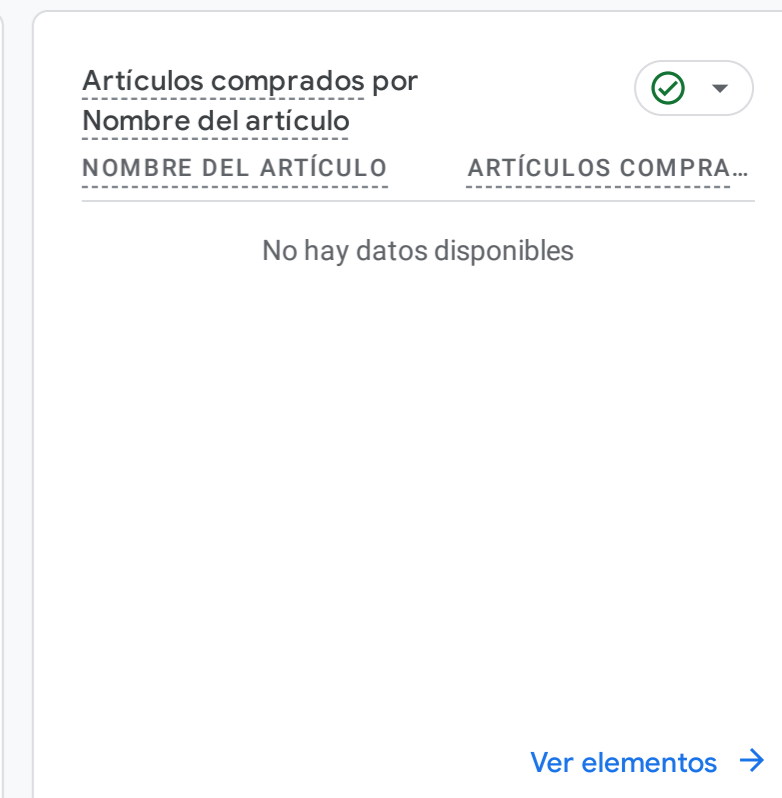 Artículos comprados por
Nombre del artículo
NOMBRE DEL ARTÍCULO ARTÍCULOS COMPRA…
No hay datos disponibles
Ver elementos